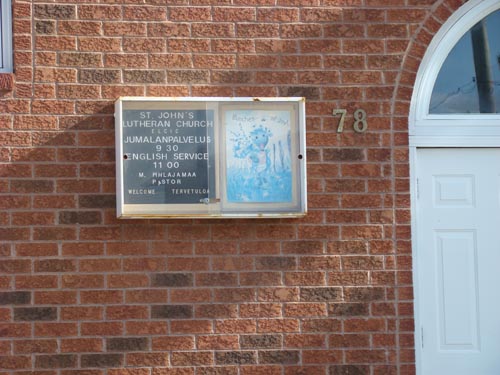 ST. JOHN'S
LUTHERAN CHURCH
ELCIC
JUMALANPALVELUS
9 30
ENGLISH SERVICE
11 00
M. PIHLAJAMAA
PASTOR
WELCOME TERVETULOA
78